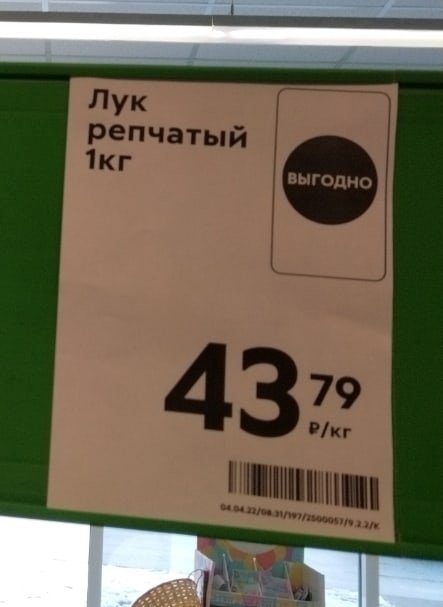 Лук
репчатый
1кг
ВЫГОДНО
43 79
₽/кг
04.04.22/08:31/197/2500057/9.2.2/К